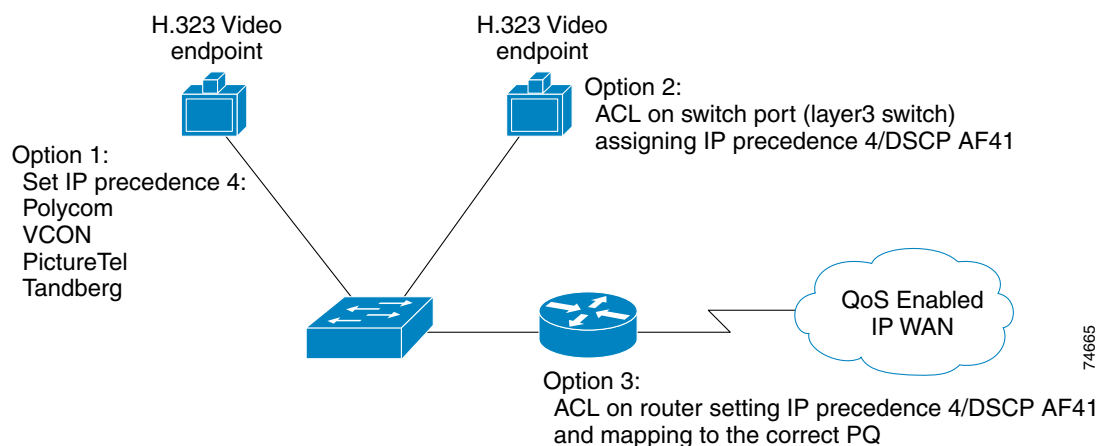 H.323 Video
endpoint
H.323 Video
endpoint
Option 2:
ACL on switch port (layer3 switch)
assigning IP precedence 4/DSCP AF41
Option 1:
Set IP precedence 4:
Polycom
VCON
PictureTel
Tandberg
QoS Enabled
IP WAN
74665
Option 3:
ACL on router setting IP precedence 4/DSCP AF41
and mapping to the correct PQ